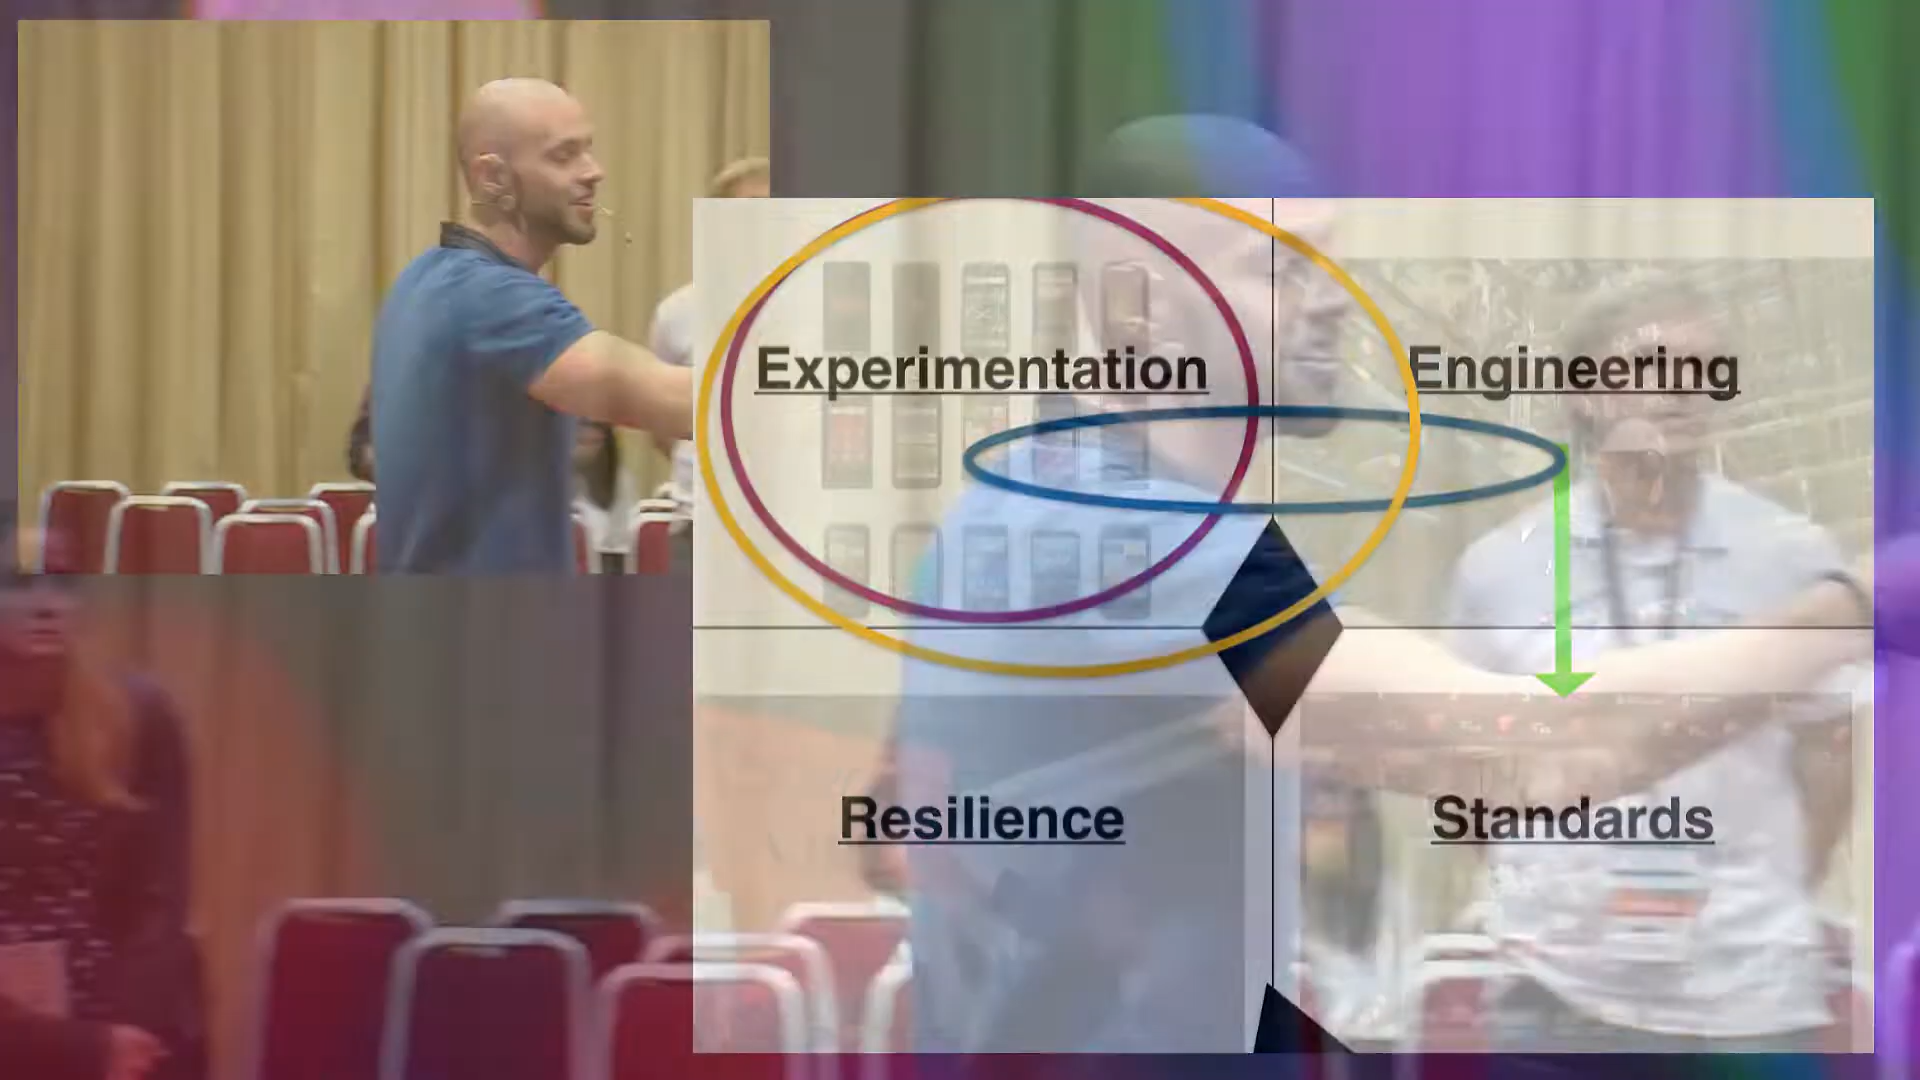 Experimentation
Engineering
Resilience
Standards